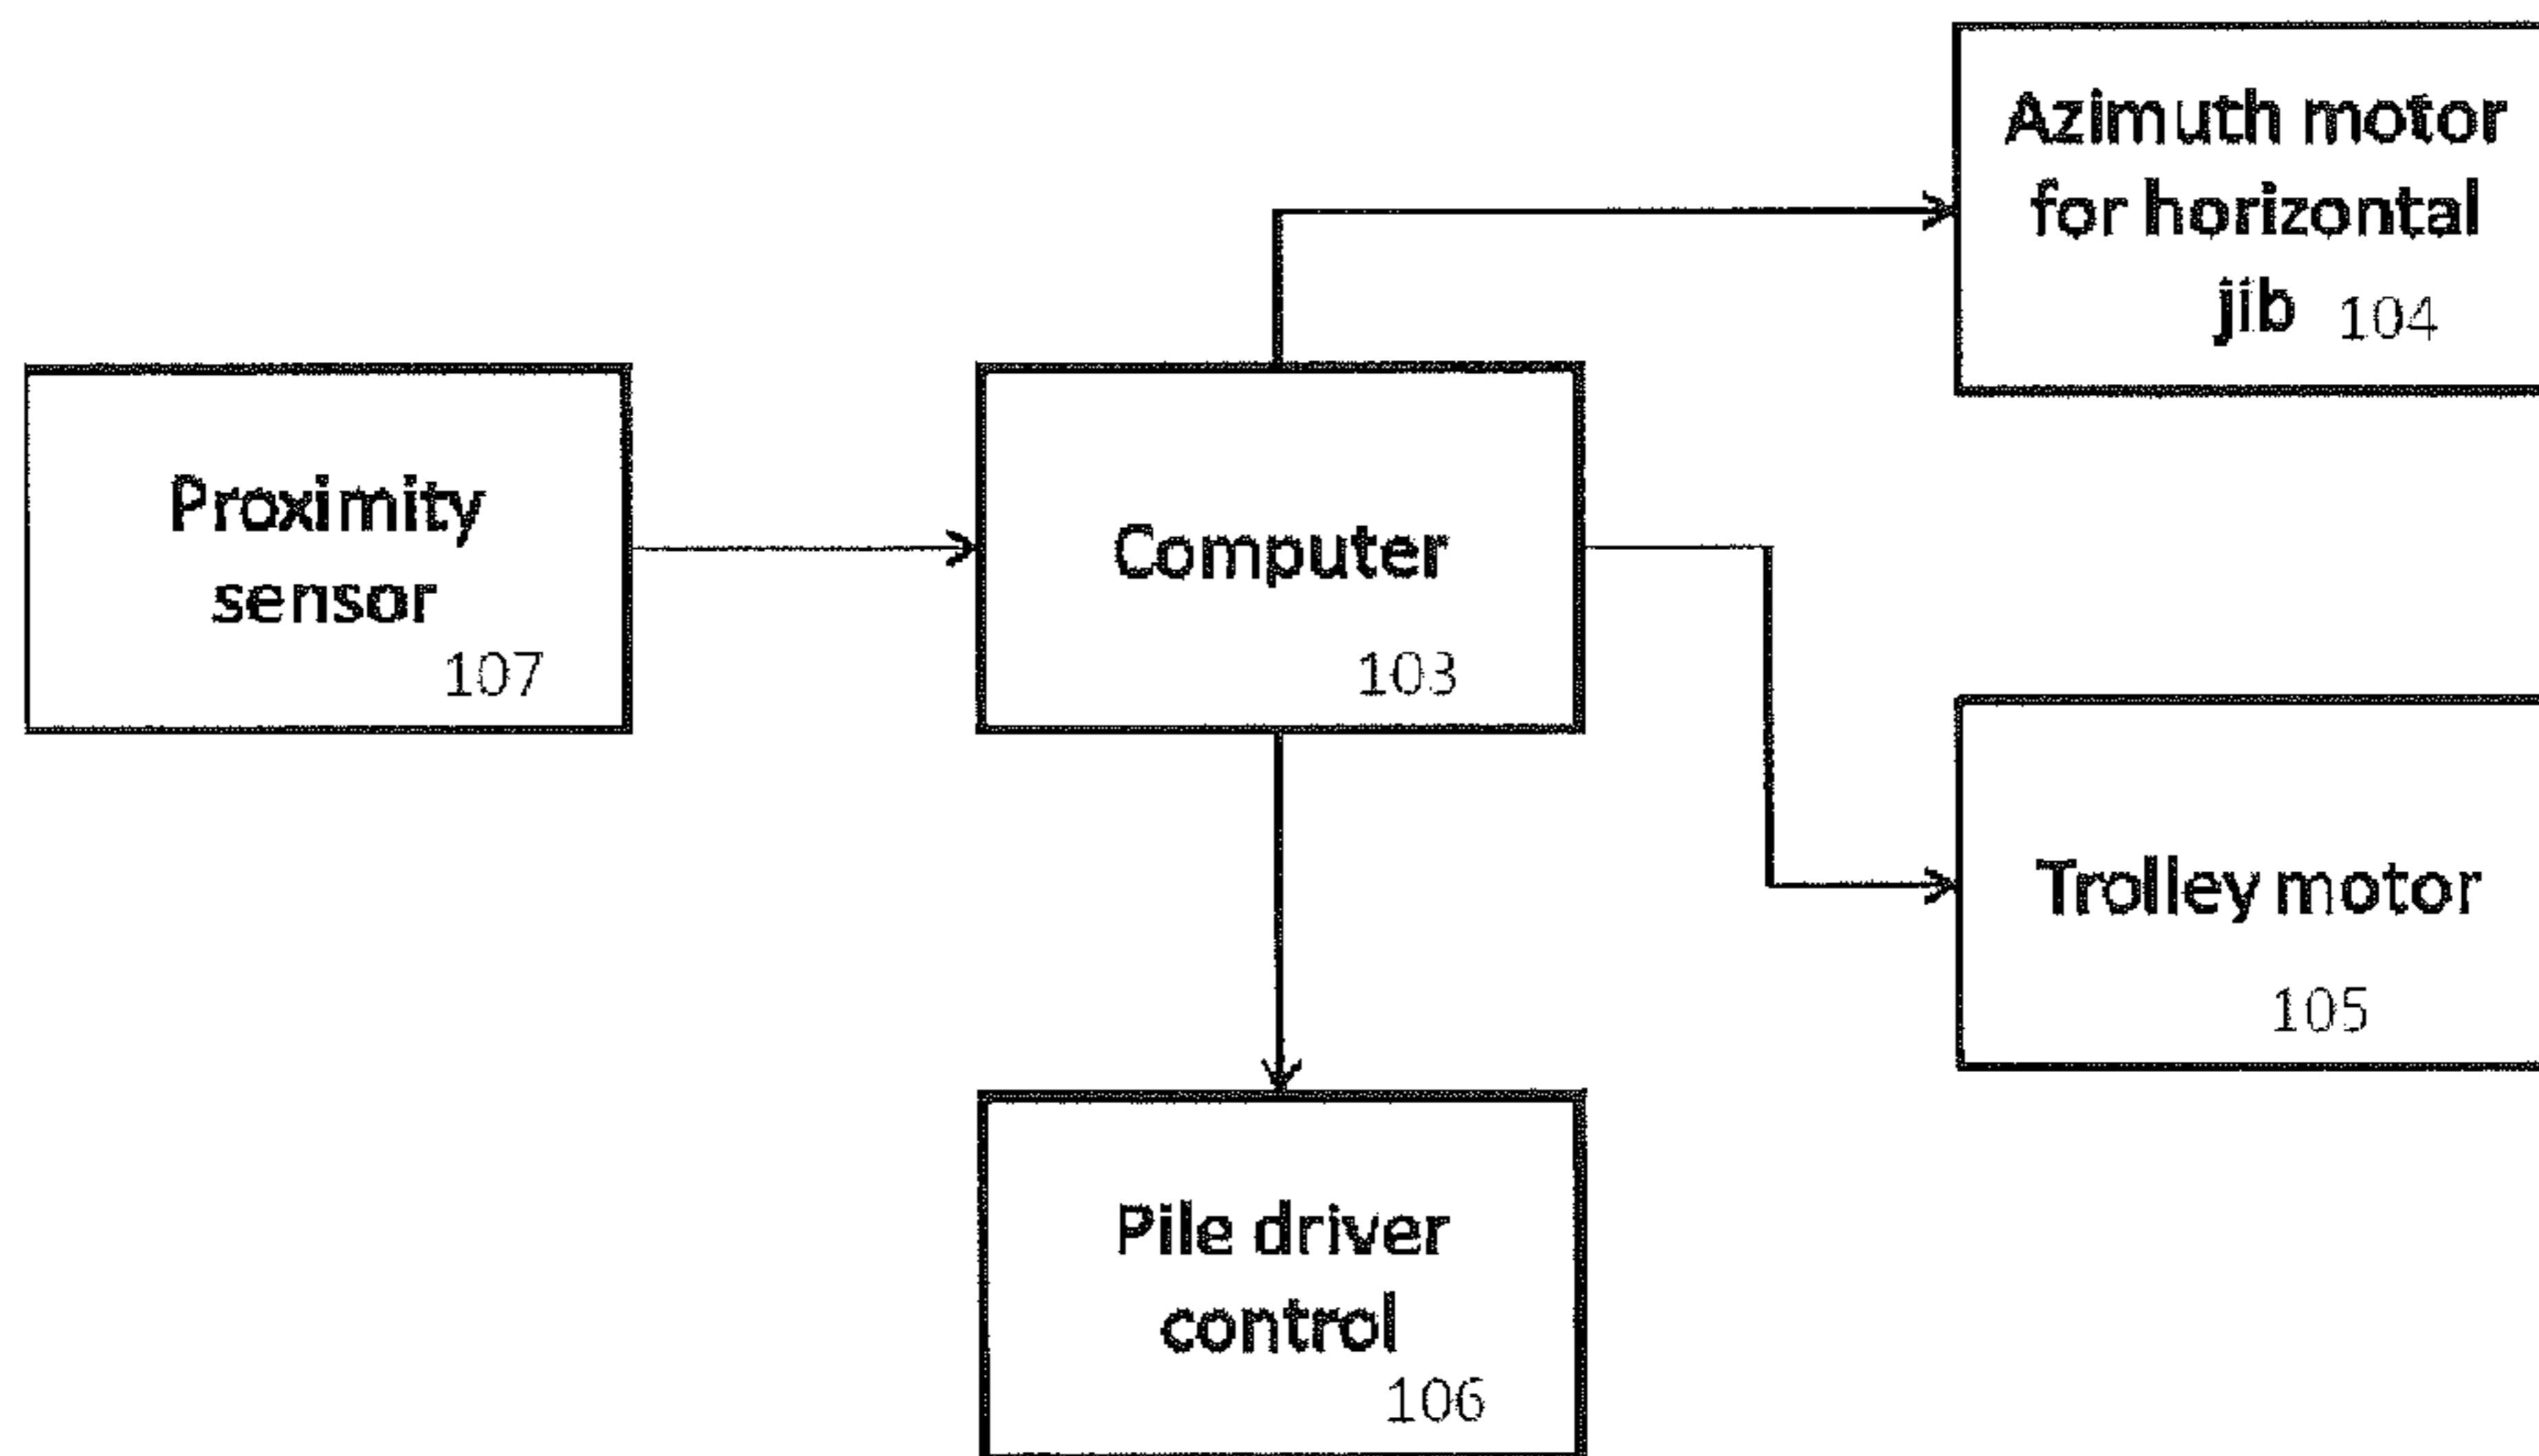 Azimuth motor
for horizontal
jib 104
Proximity
sensor
107
Computer
103
Trolley motor
105
Pile driver
control
106